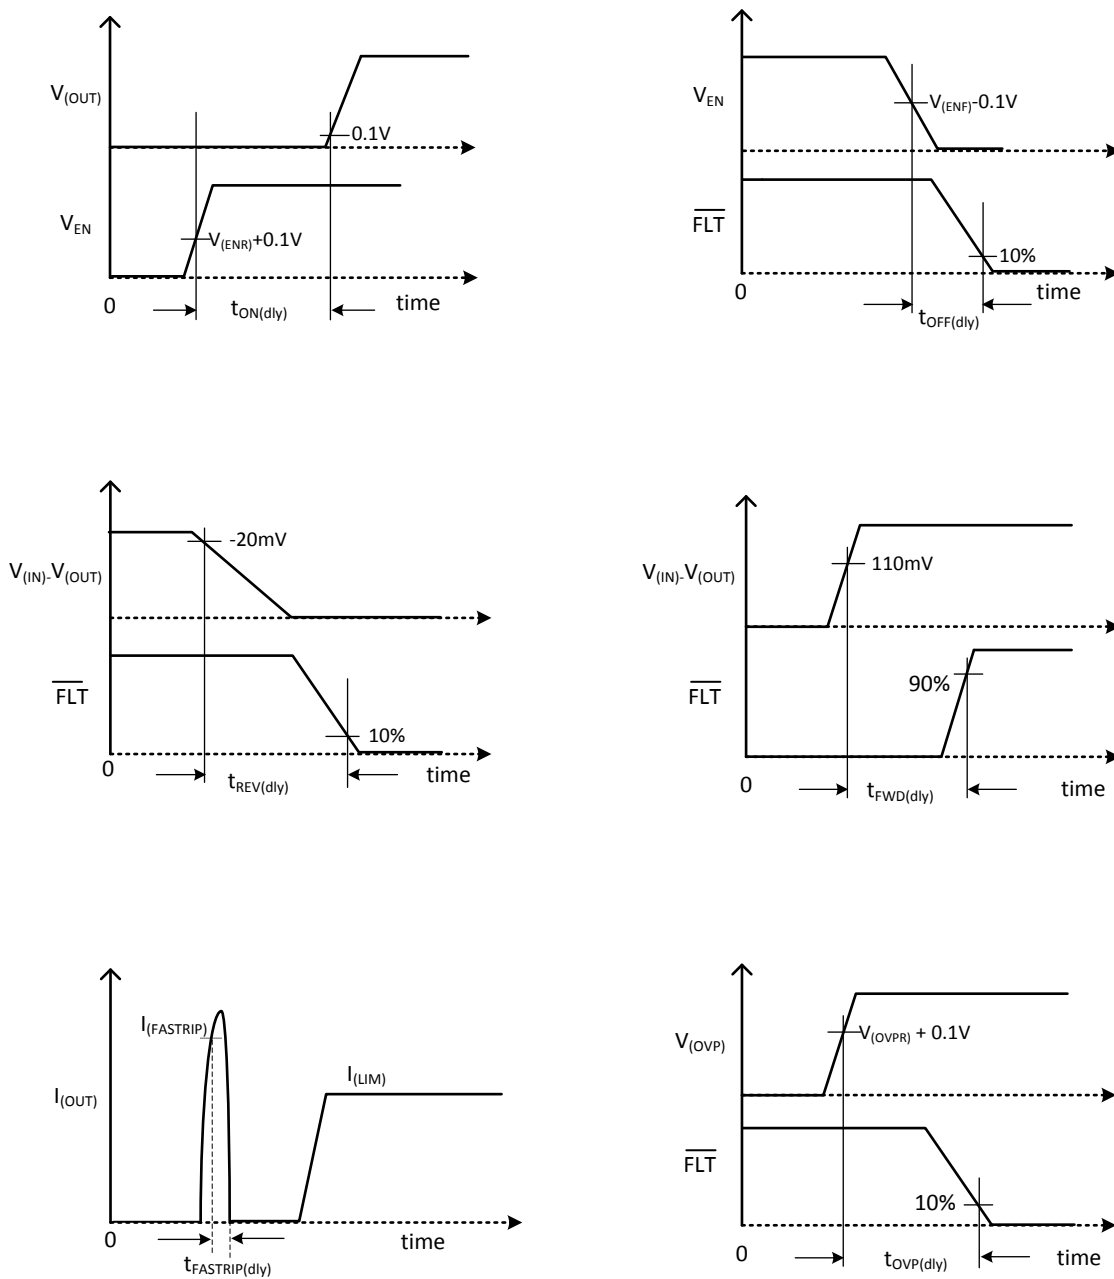 V(OUT)
0.1V
VEN
V(ENR)+0.1V
0
tON(dly)
time
VEN
V(ENF)-0.1V
FLT
10%
0
tOFF(dly)
time
V(IN)-V(OUT)
-20mV
FLT
10%
0
tREV(dly)
time
V(IN)-V(OUT)
110mV
FLT
90%
0
tFWD(dly)
time
I(FASTRIP)
I(OUT)
I(LIM)
0
tFASTRIP(dly)
time
V(OVP)
V(OVPR) + 0.1V
FLT
10%
0
tOVP(dly)
time